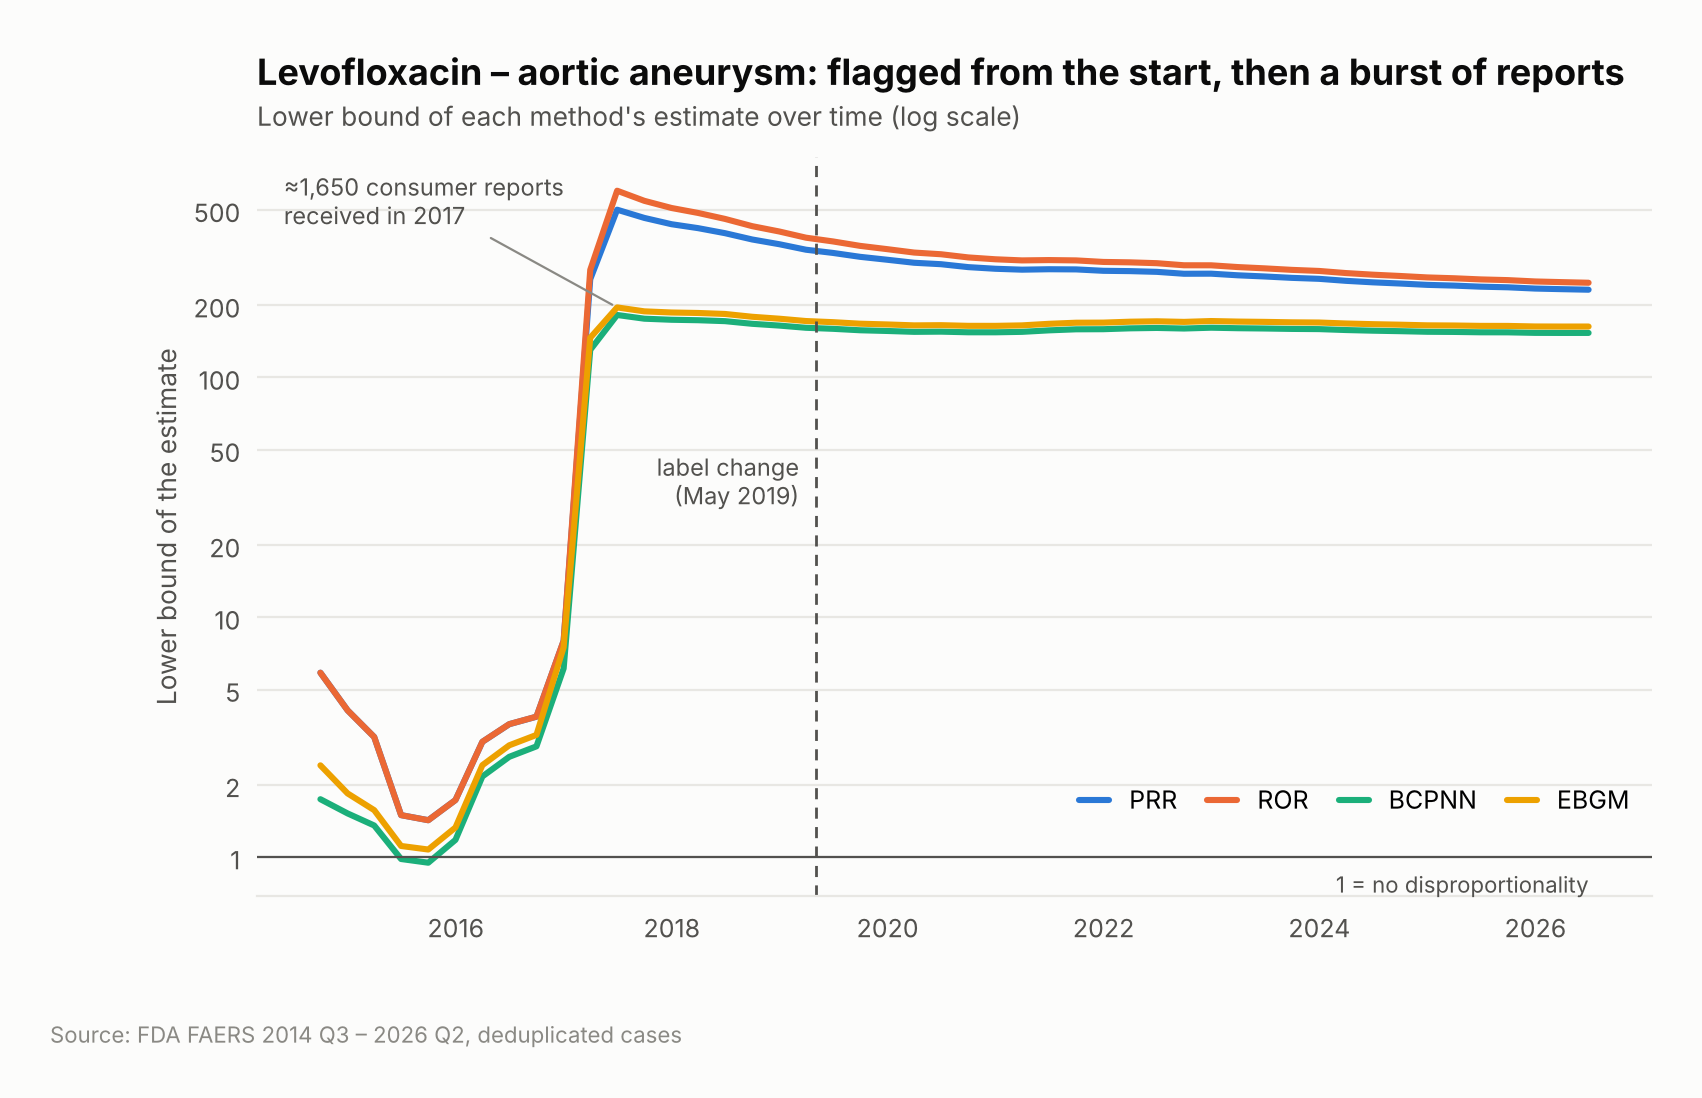 Levofloxacin – aortic aneurysm: flagged from the start, then a burst of reports
Lower bound of each method's estimate over time (log scale)
≈1,650 consumer reports
received in 2017
500
200
100
50
20
10
5
2
1
Lower bound of the estimate
label change
(May 2019)
PRR ROR BCPNN EBGM
1 = no disproportionality
2016 2018 2020 2022 2024 2026
Source: FDA FAERS 2014 Q3 – 2026 Q2, deduplicated cases